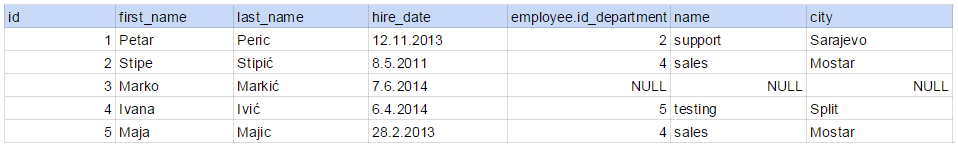 id first_name last_name hire_date employee.id_department name city
1 Petar Peric 12.11.2013 2 support Sarajevo
2 Stipe Stipić 8.5.2011 4 sales Mostar
3 Marko Markić 7.6.2014 NULL NULL NULL
4 Ivana Ivić 6.4.2014 5 testing Split
5 Maja Majic 28.2.2013 4 sales Mostar